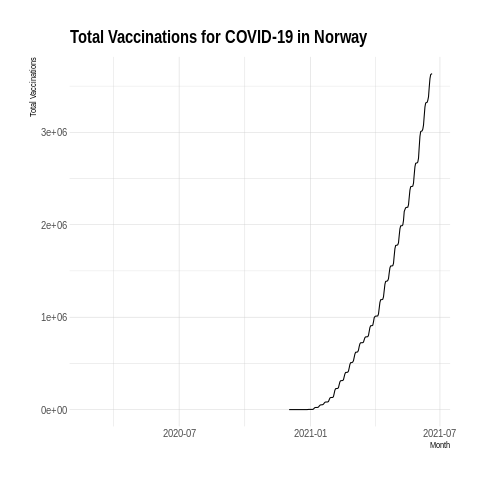 Total Vaccinations for COVID-19 in Norway
Total Vaccinations
3e+06
2e+06
1e+06
0e+00
2020-07 2021-01 2021-07
Month